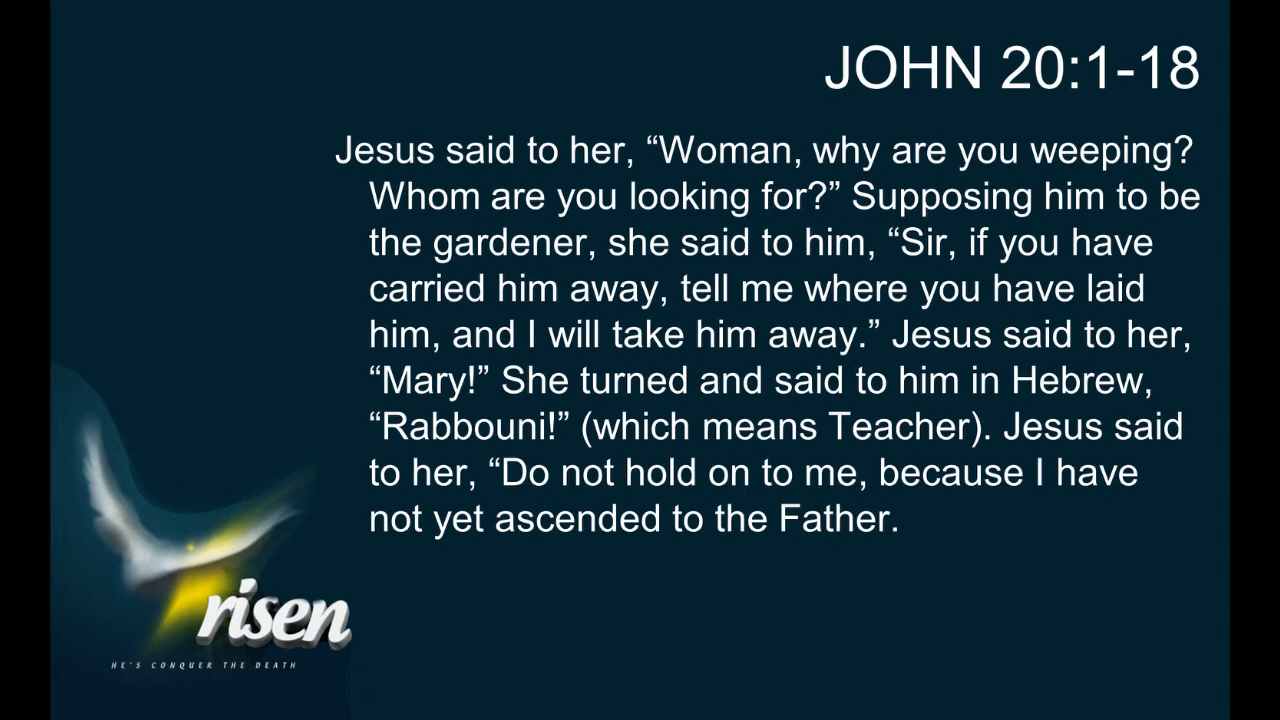 JOHN 20:1-18
Jesus said to her, “Woman, why are you weeping?
Whom are you looking for?” Supposing him to be
the gardener, she said to him, “Sir, if you have
carried him away, tell me where you have laid
him, and I will take him away.” Jesus said to her,
“Mary!” She turned and said to him in Hebrew,
“Rabbouni!” (which means Teacher). Jesus said
to her, “Do not hold on to me, because I have
not yet ascended to the Father.
risen
HE'S CONQUER THE DEATH